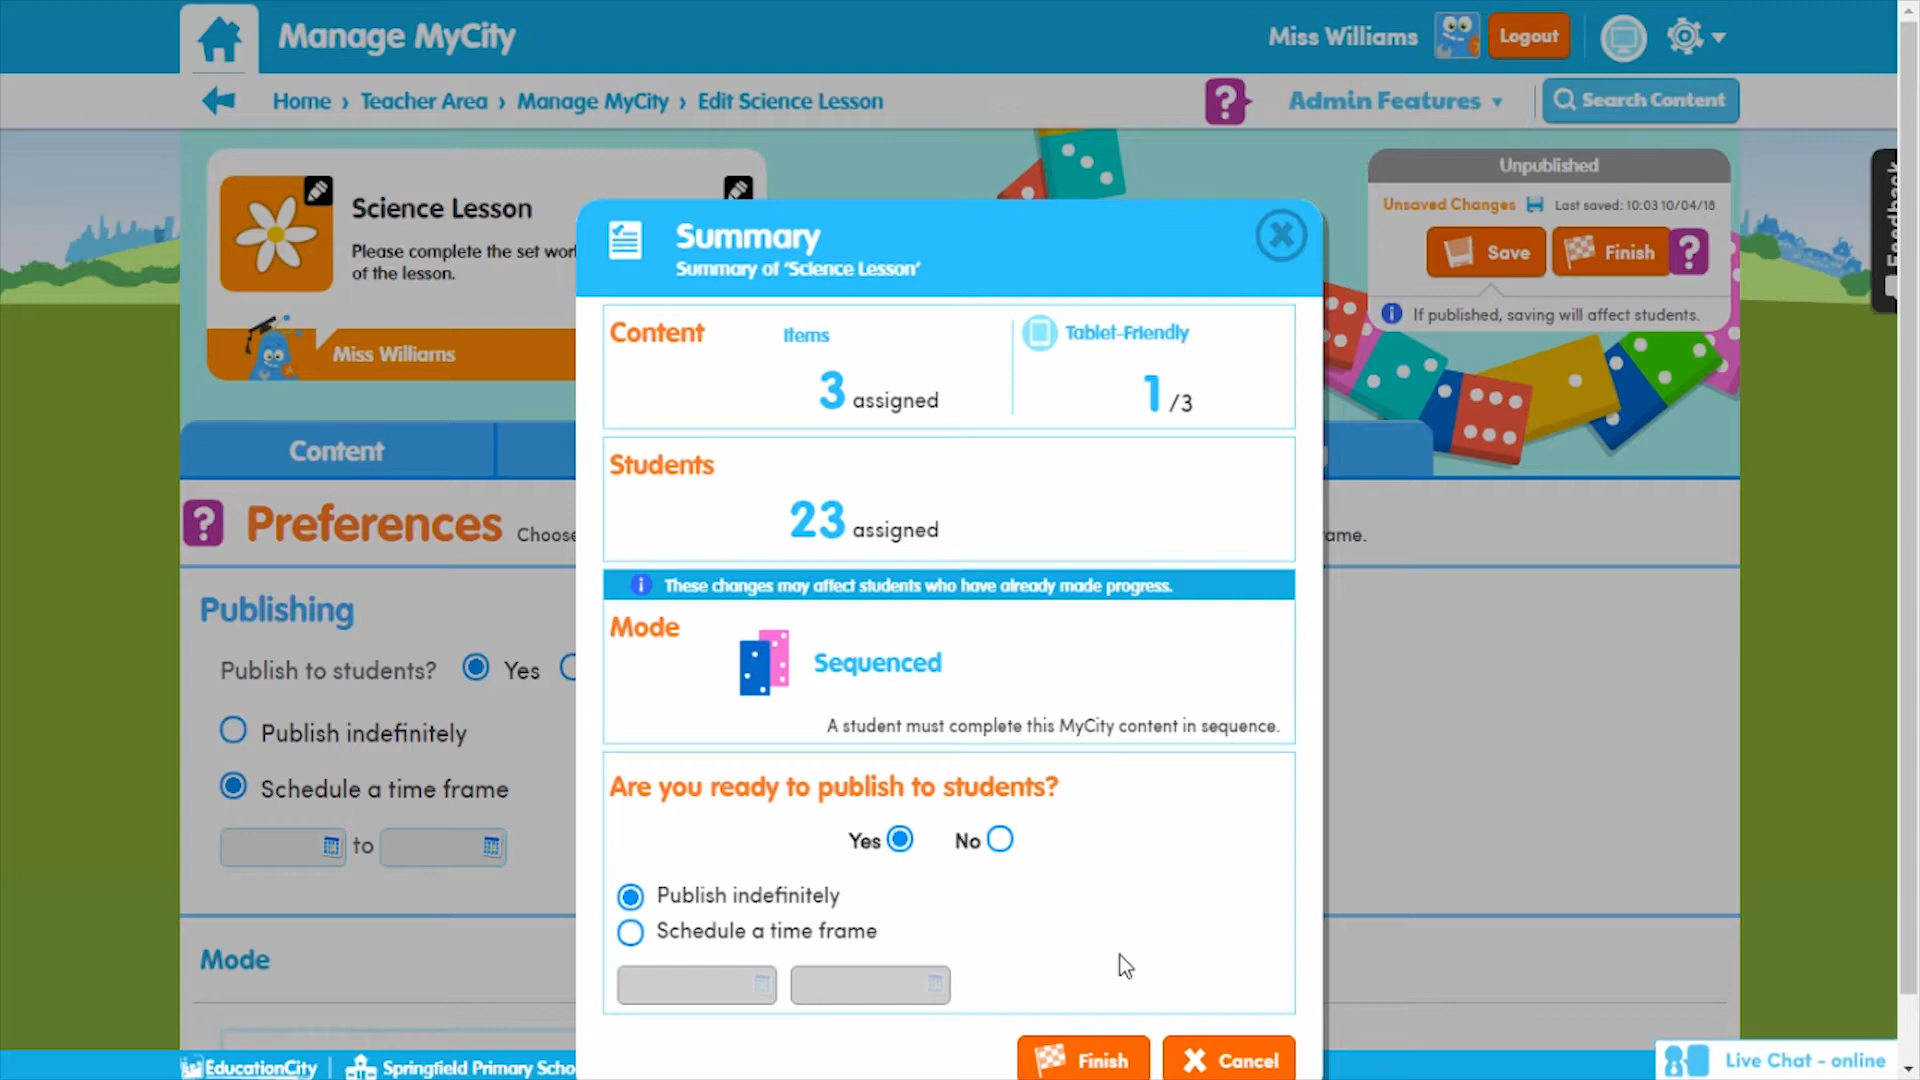 Manage MyCity
Miss Williams
Logout
Home › Teacher Area › Manage MyCity › Edit Science Lesson
?
Admin Features
Search Content
Science Lesson
Please complete the set
of the lesson.
Miss Williams
Unpublished
Unsaved Changes
Last saved: 10:03 10/04/18
Save
Finish
?
If published, saving will affect students.
Feedback
Content
?
Preferences
Publishing
Publish to students?
Yes
Publish indefinitely
Schedule a time frame
to
Mode
Summary
Summary of 'Science Lesson'
Content
Items
3 assigned
Tablet-Friendly
1 /3
Students
23 assigned
These changes may affect students who have already made progress.
Mode
Sequenced
A student must complete this MyCity content in sequence.
Are you ready to publish to students?
Yes
No
Publish indefinitely
Schedule a time frame
Finish
Cancel
EducationCity
Springfield Primary
Live Chat - online